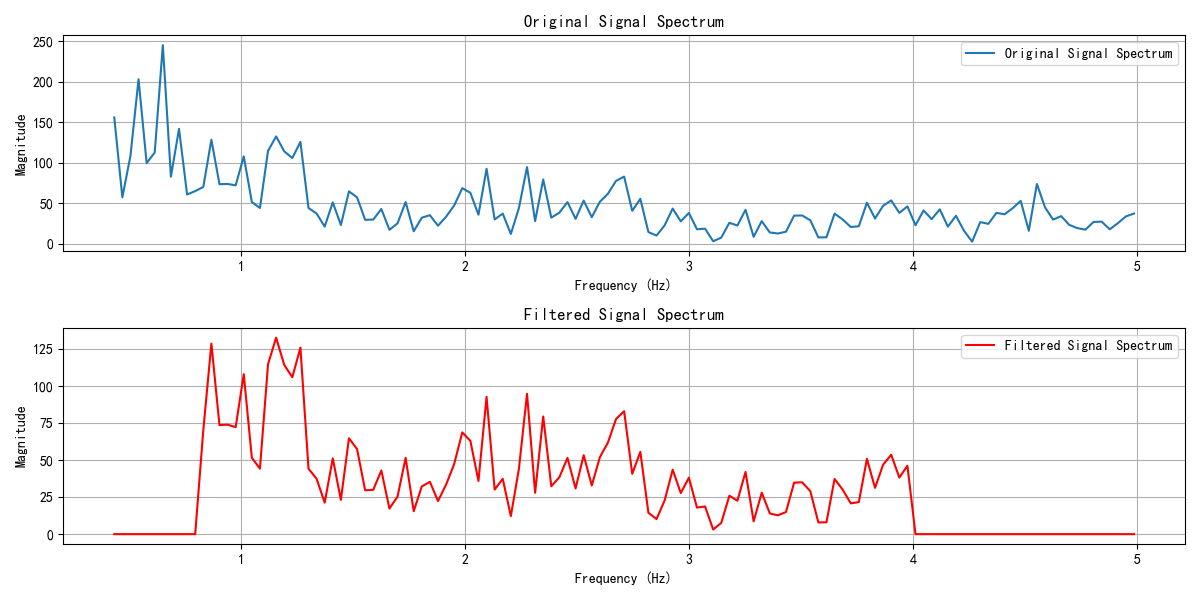 Original Signal Spectrum
250
200
150
100
50
0
Magnitude
Original Signal Spectrum
1
2
3
4
5
Frequency (Hz)
Filtered Signal Spectrum
125
100
75
50
25
0
Magnitude
Filtered Signal Spectrum
1
2
3
4
5
Frequency (Hz)